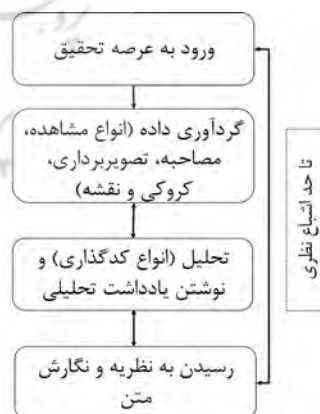 ورود به عرصه تحقیق
گردآوری داده (انواع مشاهده،
مصاحبه، تصویربرداری،
کروکی و نقشه)
تحلیل (انواع کدگذاری) و
نوشتن یادداشت تحلیلی
رسیدن به نظریه و نگارش
متن
تا حد اشباع نظری